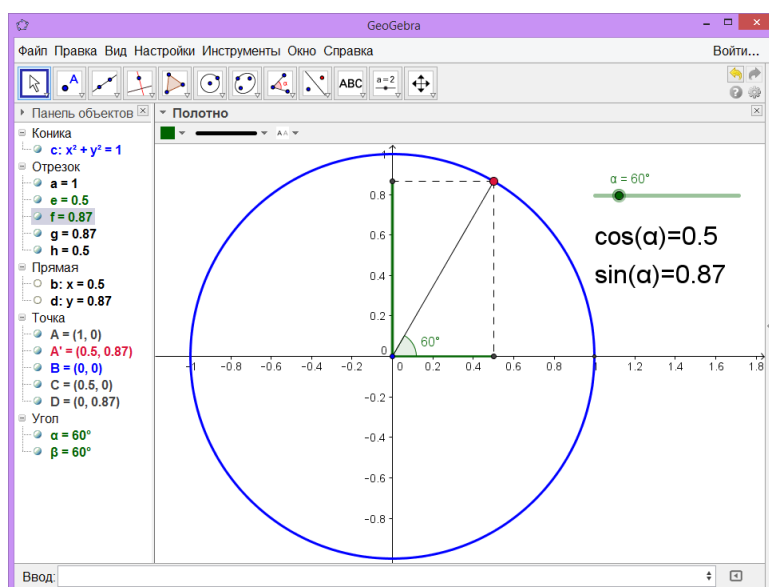 GeoGebra
Файл Правка Вид Настройки Инструменты Окно Справка Войти...
ABC a=2
Панель объектов
Полотно
Коника
c: x² + y² = 1
Отрезок
a = 1
e = 0.5
f = 0.87
g = 0.87
h = 0.5
Прямая
b: x = 0.5
d: y = 0.87
Точка
A = (1, 0)
A' = (0.5, 0.87)
B = (0, 0)
C = (0.5, 0)
D = (0, 0.87)
Угол
α = 60°
β = 60°
AA
1
0.8
0.6
0.4
0.2
0
-0.2
-0.4
-0.6
-0.8
-1 -0.8 -0.6 -0.4 -0.2 0 0.2 0.4 0.6 0.8 1 1.2 1.4 1.6 1.8
60°
α = 60°
cos(α)=0.5
sin(α)=0.87
Ввод: